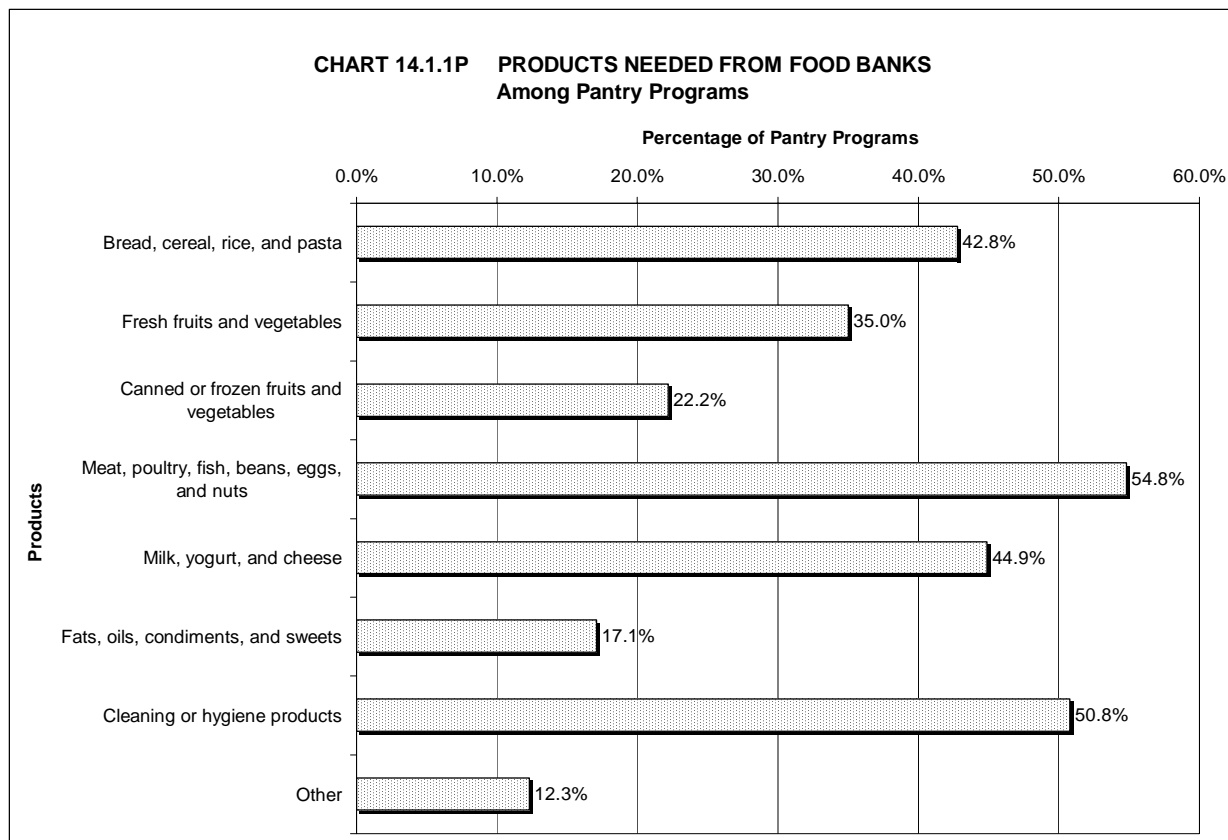 CHART 14.1.1P PRODUCTS NEEDED FROM FOOD BANKS
Among Pantry Programs
Percentage of Pantry Programs
0.0% 10.0% 20.0% 30.0% 40.0% 50.0% 60.0%
Products
Bread, cereal, rice, and pasta 42.8%
Fresh fruits and vegetables 35.0%
Canned or frozen fruits and
vegetables 22.2%
Meat, poultry, fish, beans, eggs,
and nuts 54.8%
Milk, yogurt, and cheese 44.9%
Fats, oils, condiments, and sweets 17.1%
Cleaning or hygiene products 50.8%
Other 12.3%